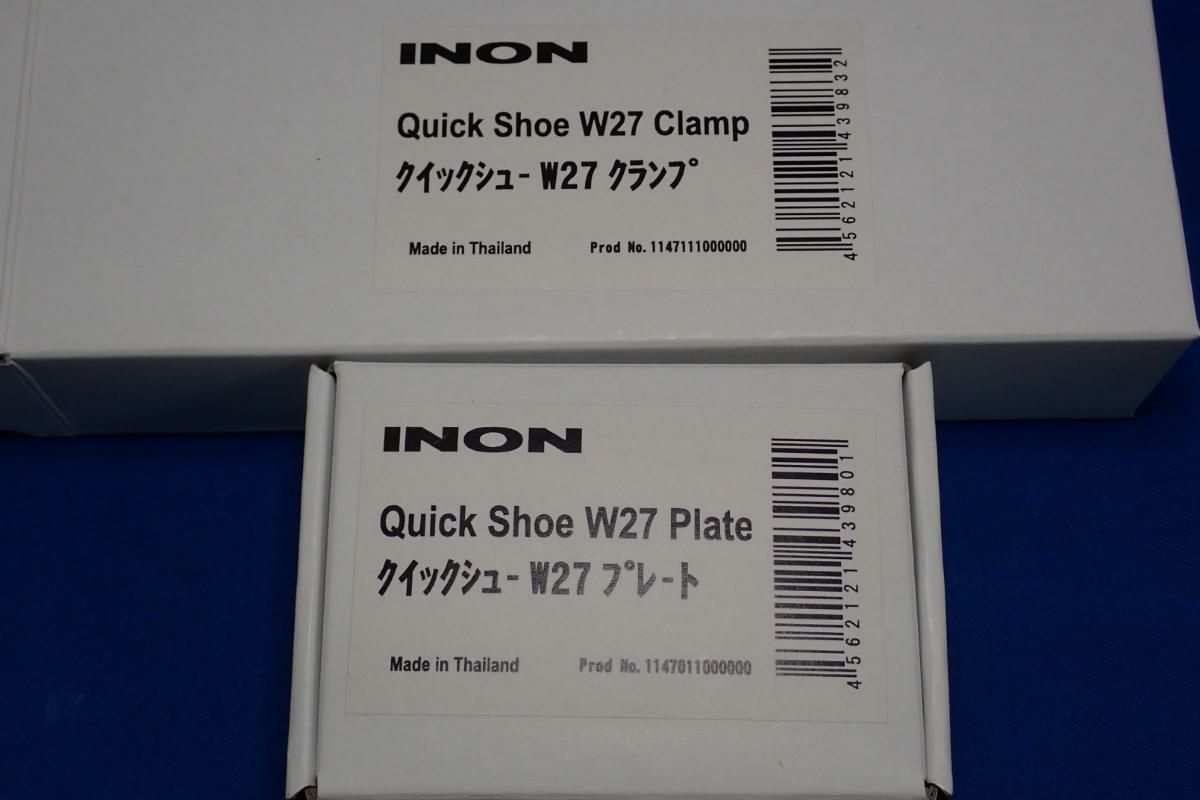 INON
Quick Shoe W27 Clamp
クイックシュー W27 クランプ
Made in Thailand Prod No. 1147111000000
4562121439832
INON
Quick Shoe W27 Plate
クイックシュー W27 プレート
Made in Thailand Prod No. 1147011000000
4562121439801